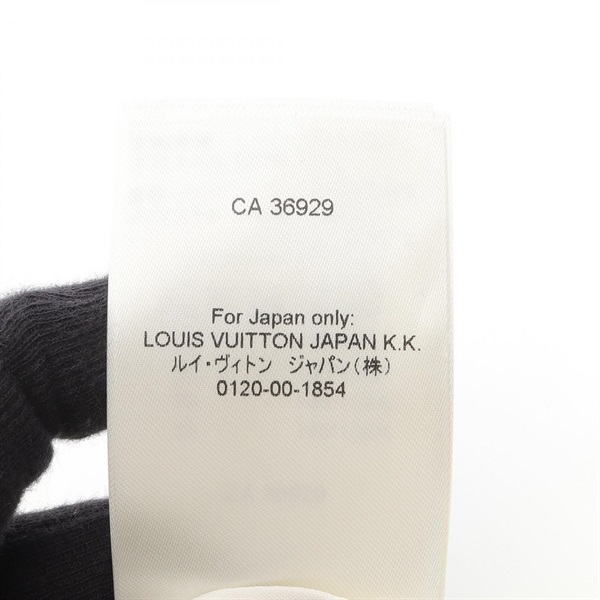 CA 36929
For Japan only:
LOUIS VUITTON JAPAN K.K.
ルイ・ヴィトン ジャパン(株)
0120-00-1854